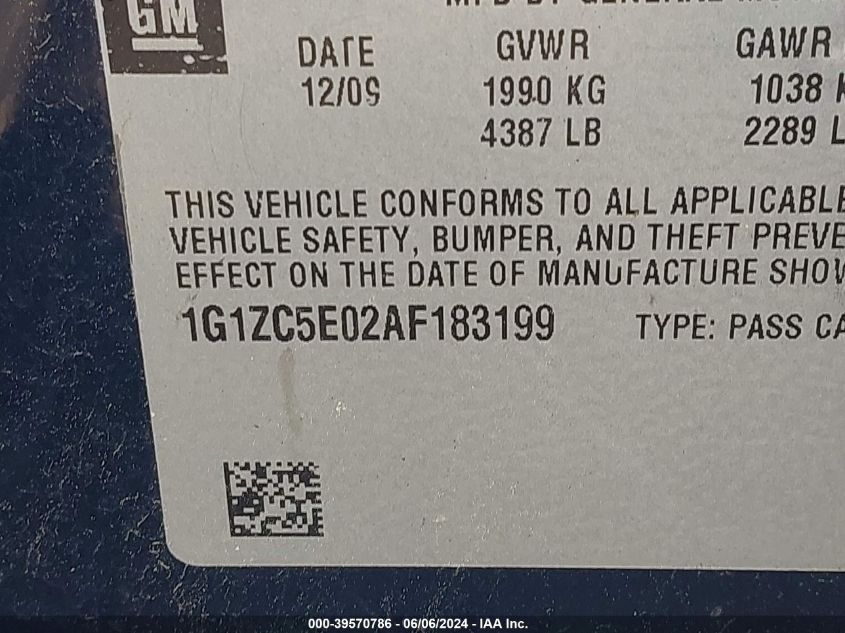 GM
DATE GVWR GAWR
12/09 1990 KG 1038
4387 LB 2289
THIS VEHICLE CONFORMS TO ALL APPLICABLE
VEHICLE SAFETY, BUMPER, AND THEFT PREVE
EFFECT ON THE DATE OF MANUFACTURE SHOW
1G1ZC5E02AF183199 TYPE: PASS CA
000-39570786 - 06/06/2024 - IAA Inc.